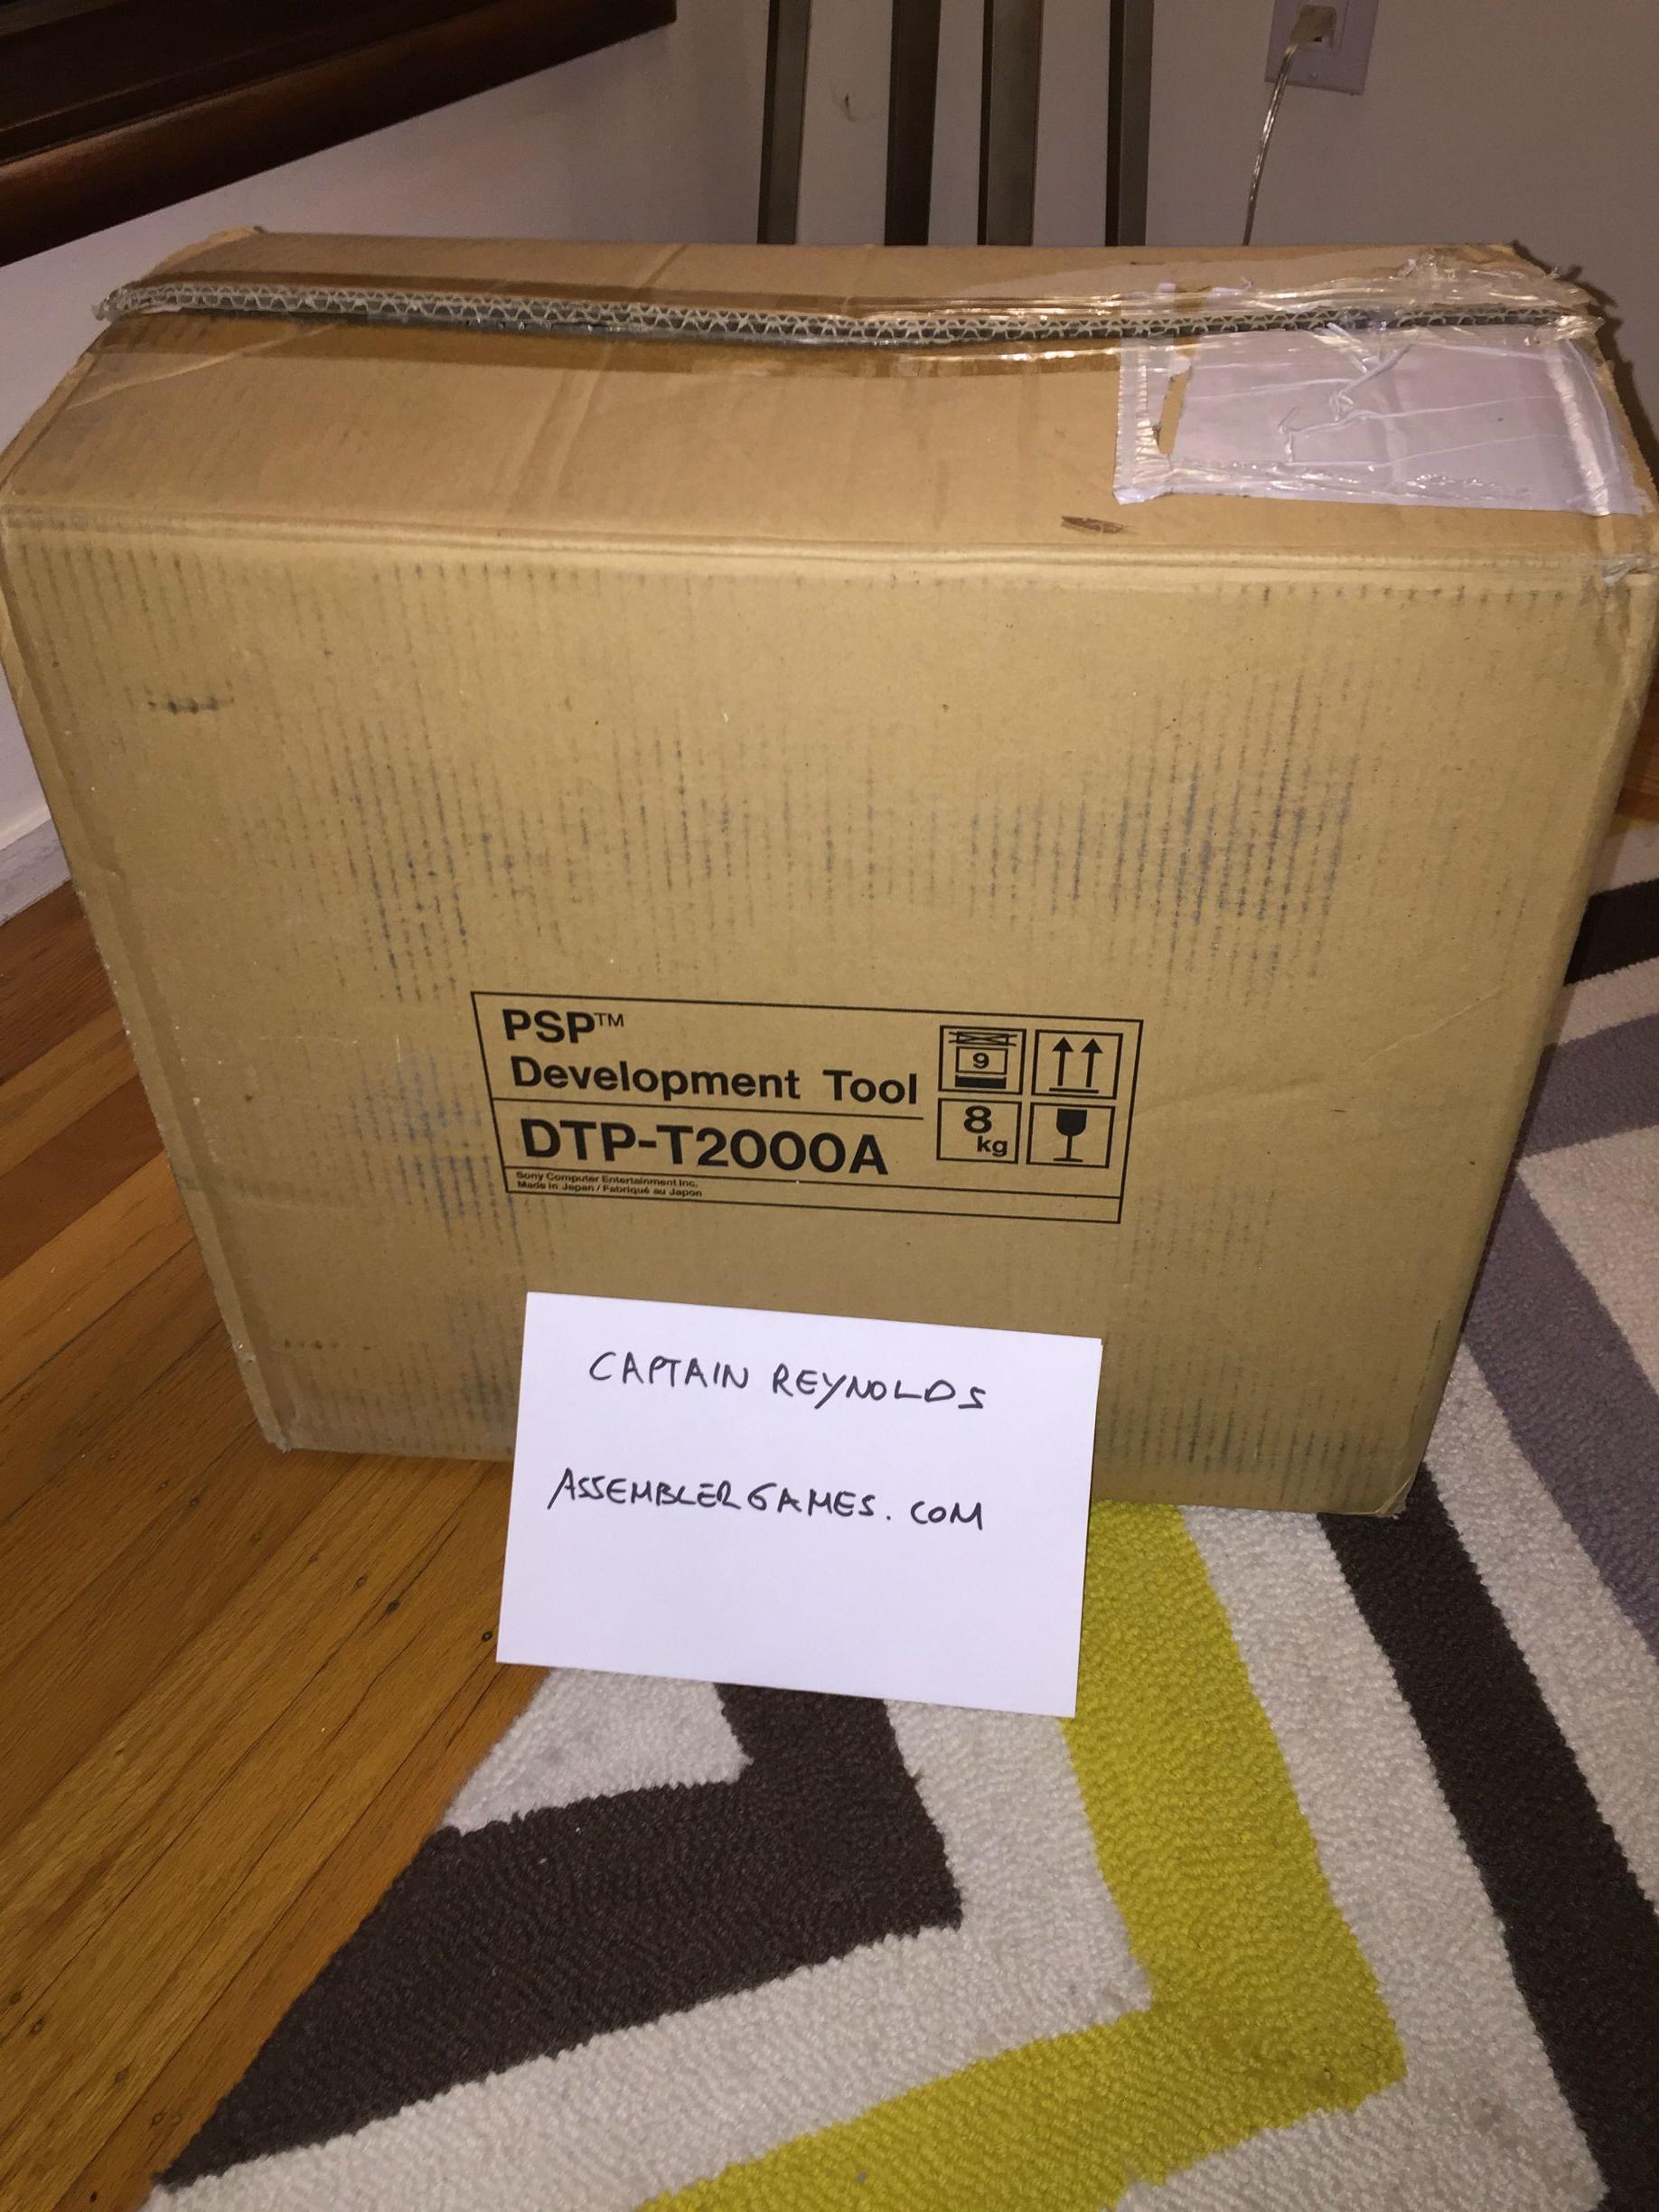 PSP™
Development Tool
DTP-T2000A
Sony Computer Entertainment Inc.
Made in Japan / Fabriqué au Japon
9
8
kg
CAPTAIN REYNOLDS
ASSEMBLERGAMES.COM